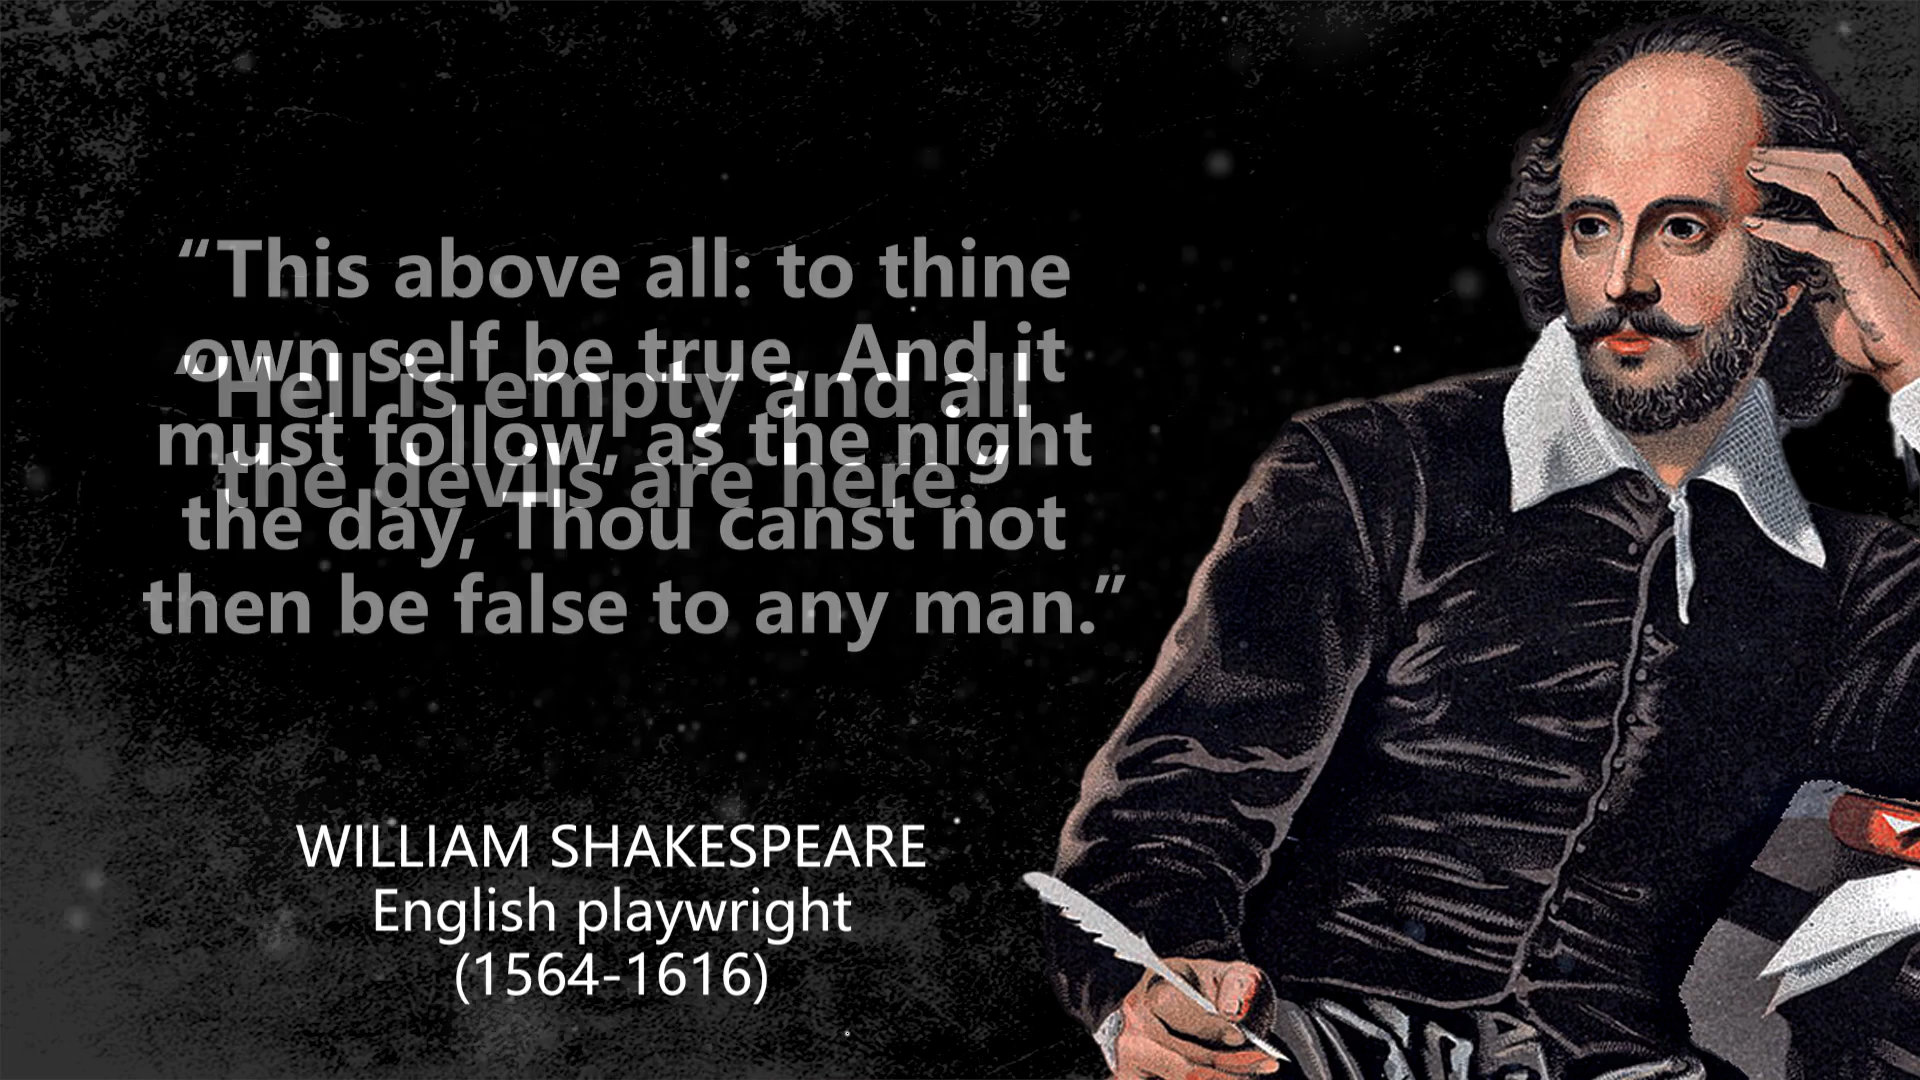 “This above all: to thine
own self be true, And it
must follow, as the night
the day, Thou canst not
then be false to any man.”
“Hell is empty and all
the devils are here.”
WILLIAM SHAKESPEARE
English playwright
(1564-1616)